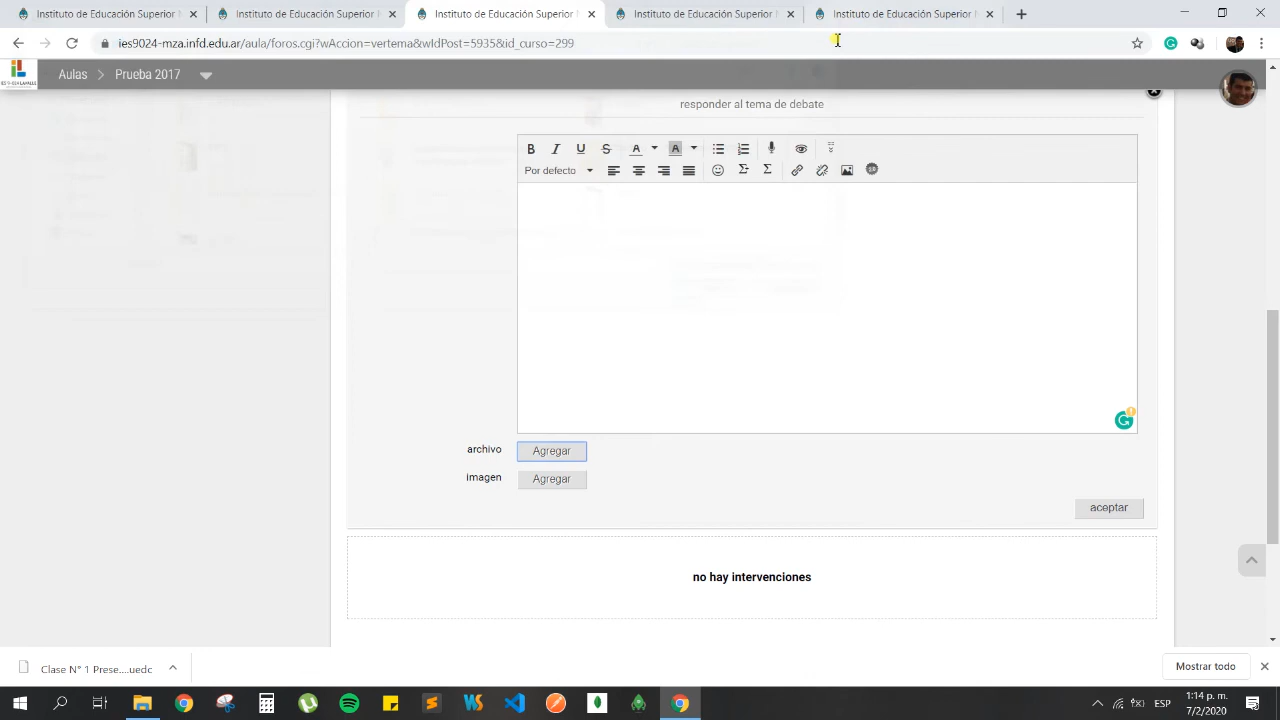 Instituto de Educación Superior
Instituto de Educación Superior
Instituto de Educación Superior
Instituto de Educación Superior
Instituto de Educación Superior
ies9024-mza.infd.edu.ar/aula/foros.cgi?wAccion=vertema&wIdPost=5935&id_curso=299
Aulas > Prueba 2017
responder al tema de debate
B I U S A A
Por defecto
archivo Agregar
imagen Agregar
aceptar
no hay intervenciones
Clase N° 1 Prese....uedc
Mostrar todo
ESP
1:14 p. m.
7/2/2020